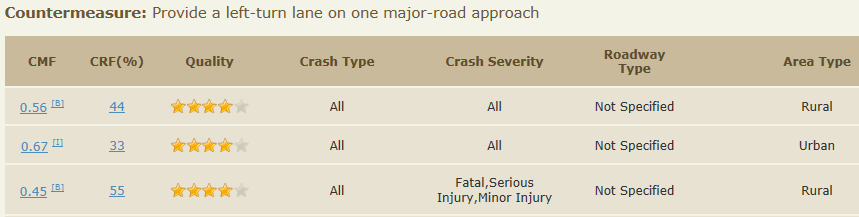 Countermeasure: Provide a left-turn lane on one major-road approach
CMF CRF(%) Quality Crash Type Crash Severity Roadway Type Area Type
0.56 [B] 44 All All Not Specified Rural
0.67 [I] 33 All All Not Specified Urban
0.45 [B] 55 All Fatal,Serious Injury,Minor Injury Not Specified Rural